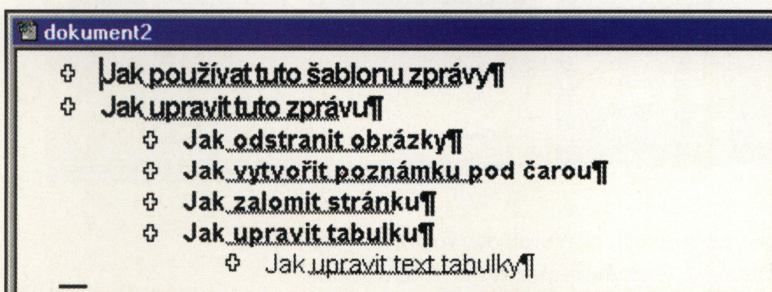 dokument2
Jak používat tuto šablonu zprávy¶
Jak upravit tuto zprávu¶
Jak odstranit obrázky¶
Jak vytvořit poznámku pod čarou¶
Jak zalomit stránku¶
Jak upravit tabulku¶
Jak upravit text tabulky¶